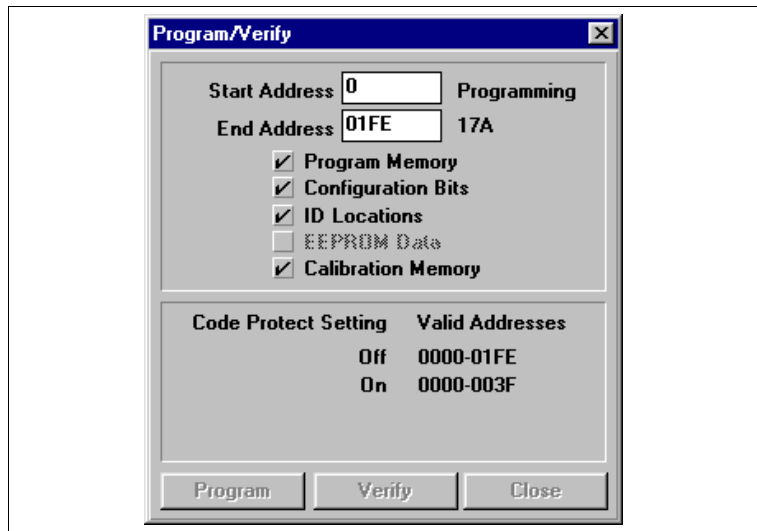 Program/Verify
Start Address 0 Programming
End Address 01FE 17A
Program Memory
Configuration Bits
ID Locations
EEPROM Data
Calibration Memory
Code Protect Setting Valid Addresses
Off 0000-01FE
On 0000-003F
Program Verify Close